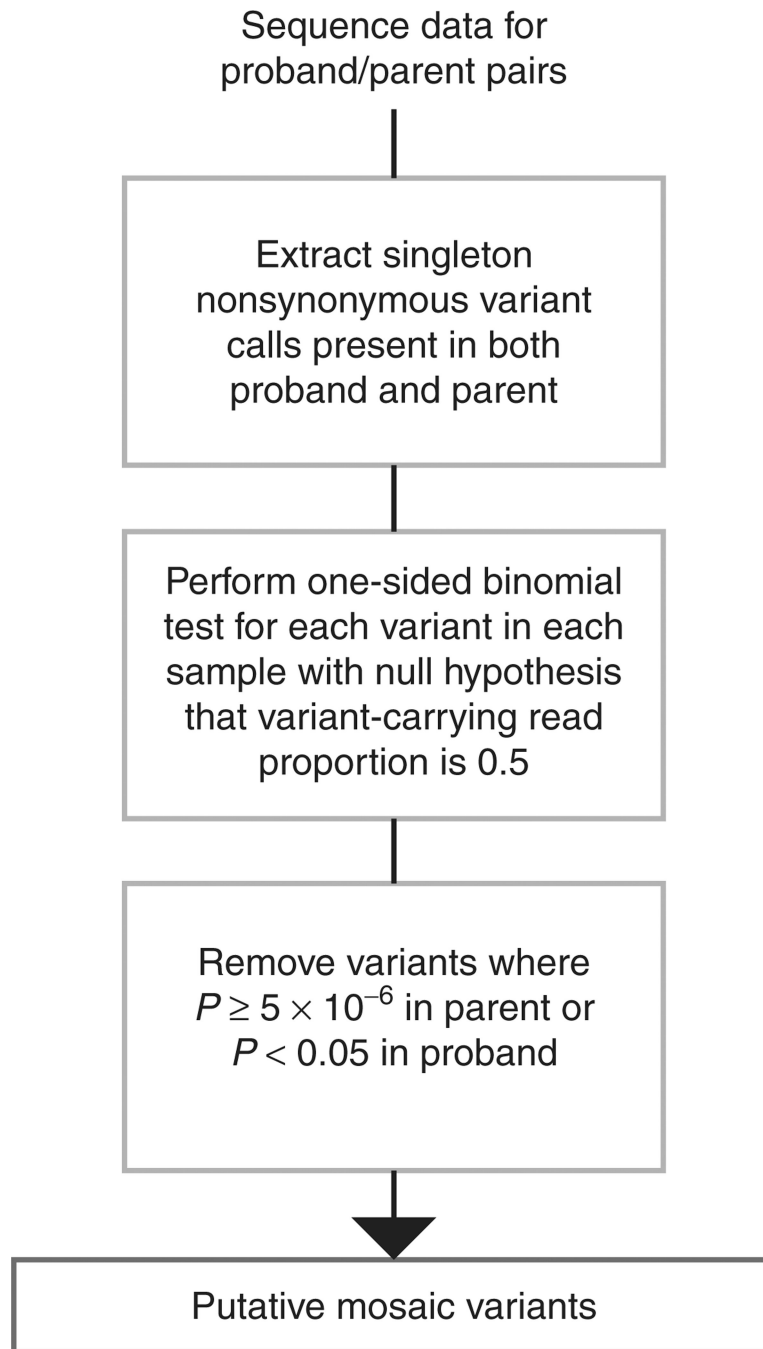 Sequence data for
proband/parent pairs
Extract singleton
nonsynonymous variant
calls present in both
proband and parent
Perform one-sided binomial
test for each variant in each
sample with null hypothesis
that variant-carrying read
proportion is 0.5
Remove variants where
P ≥ 5 × 10⁻⁶ in parent or
P < 0.05 in proband
Putative mosaic variants